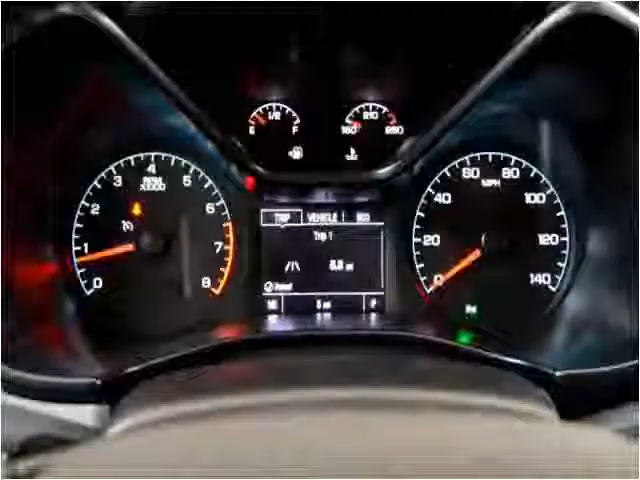 1/2
E F
210
160 260
0 1 2 3 4 5 6 7 8
RPM
x1000
TRIP VEHICLE ECO
Trip 1
P
0 20 40 60 80 100 120 140
MPH